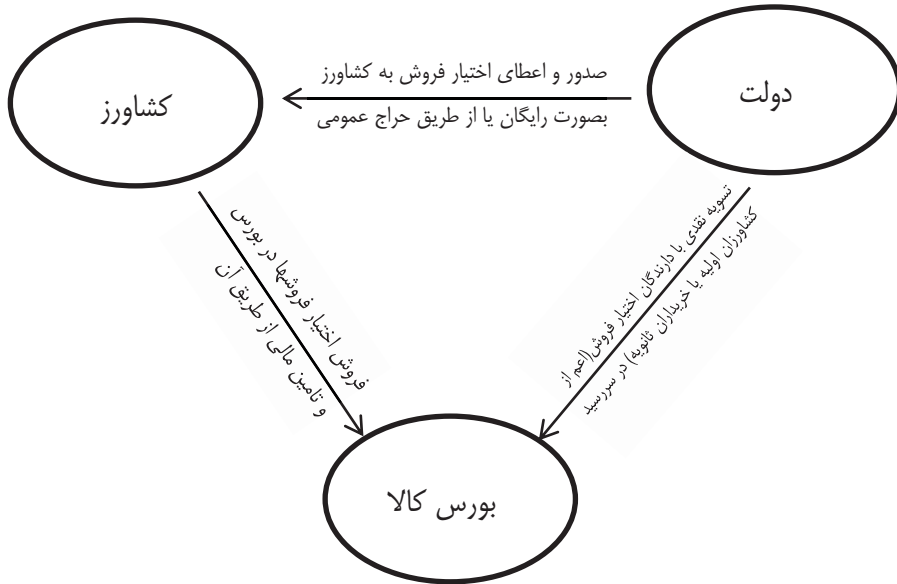 دولت
صدور و اعطای اختیار فروش به کشاورز
بصورت رایگان یا از طریق حراج عمومی
کشاورز
تسویه نقدی با دارندگان اختیار فروش(اعم از
کشاورزان اولیه یا خریداران ثانویه) در سررسید
فروش اختیار فروشها در بورس
و تامین مالی از طریق آن
بورس کالا